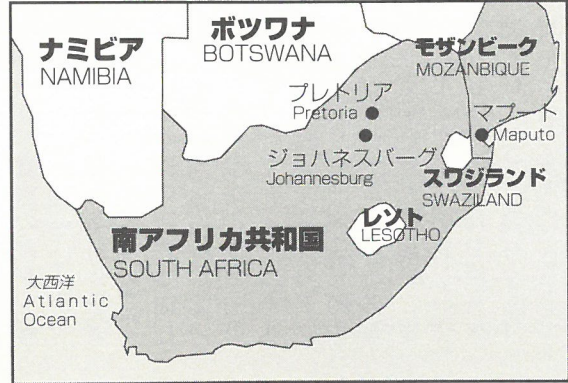 ナミビア
NAMIBIA
ボツワナ
BOTSWANA
モザンビーク
MOZANBIQUE
プレトリア
Pretoria
マプート
Maputo
ジョハネスバーグ
Johannesburg
スワジランド
SWAZILAND
レソト
LESOTHO
南アフリカ共和国
SOUTH AFRICA
大西洋
Atlantic
Ocean